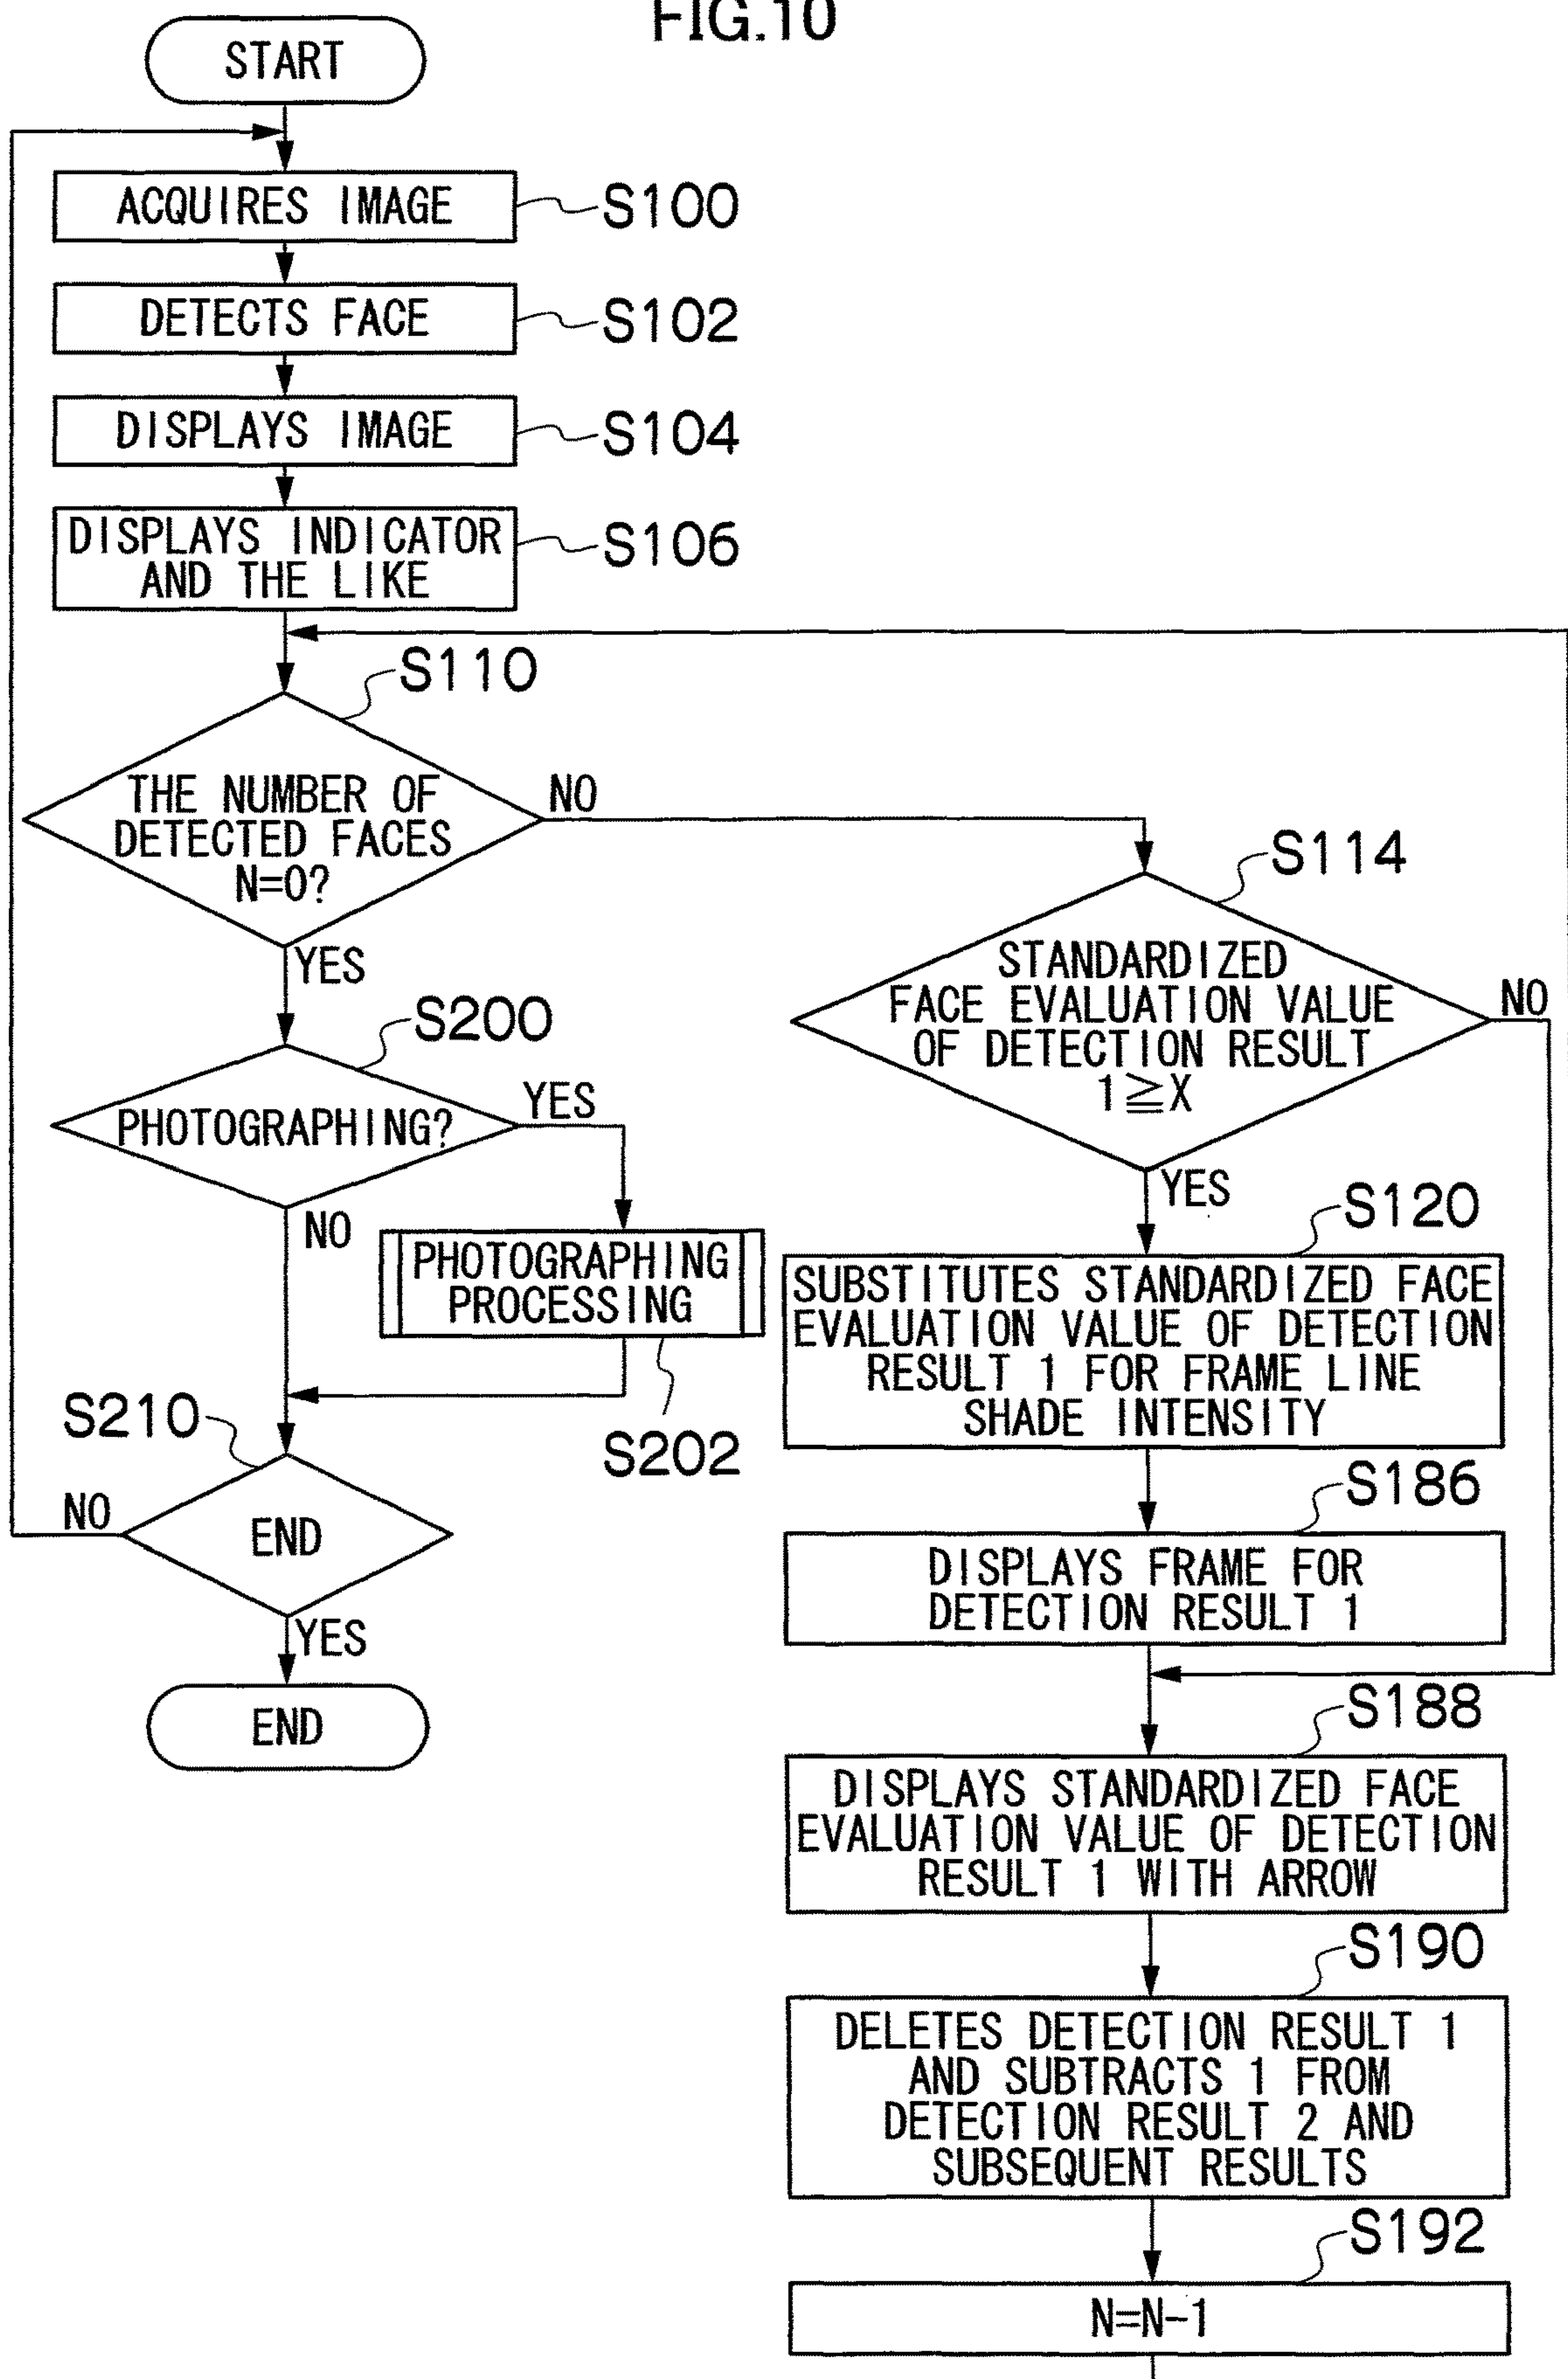 FIG.10
START
ACQUIRES IMAGE
S100
DETECTS FACE
S102
DISPLAYS IMAGE
S104
DISPLAYS INDICATOR
AND THE LIKE
S106
S110
THE NUMBER OF
DETECTED FACES
N=0?
NO
YES
S200
PHOTOGRAPHING?
YES
NO
PHOTOGRAPHING
PROCESSING
S202
S210
END
NO
YES
END
S114
STANDARDIZED
FACE EVALUATION VALUE
OF DETECTION RESULT
1≧X
NO
YES
S120
SUBSTITUTES STANDARDIZED FACE
EVALUATION VALUE OF DETECTION
RESULT 1 FOR FRAME LINE
SHADE INTENSITY
S186
DISPLAYS FRAME FOR
DETECTION RESULT 1
S188
DISPLAYS STANDARDIZED FACE
EVALUATION VALUE OF DETECTION
RESULT 1 WITH ARROW
S190
DELETES DETECTION RESULT 1
AND SUBTRACTS 1 FROM
DETECTION RESULT 2 AND
SUBSEQUENT RESULTS
S192
N=N-1